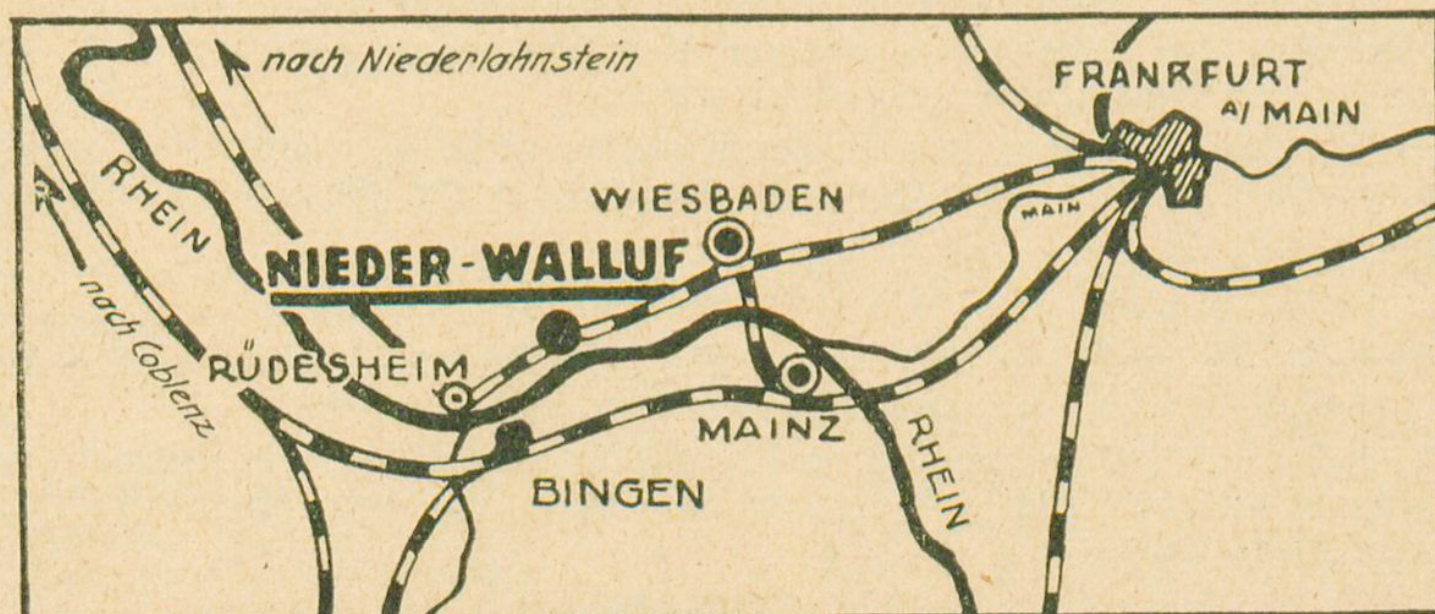 nach Niederlahnstein
FRANKFURT
A/ MAIN
RHEIN
WIESBADEN
MAIN
NIEDER-WALLUF
nach Coblenz
RÜDESHEIM
MAINZ
RHEIN
BINGEN